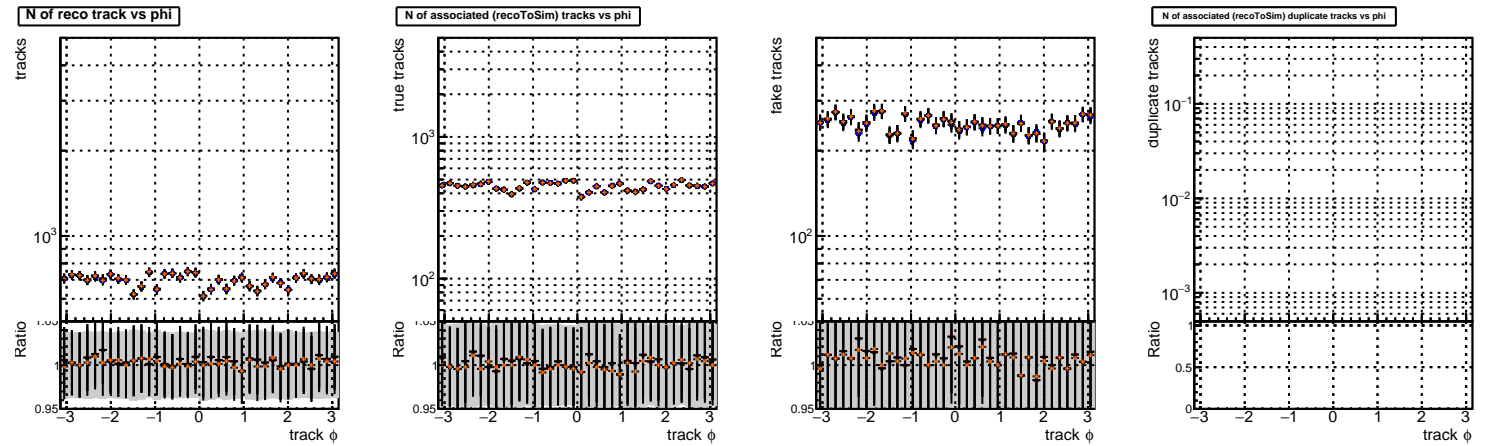 N of reco track vs phi
tracks
10³
Ratio
1.05
1
0.95
−3 −2 −1 0 1 2 3
track φ
N of associated (recoToSim) tracks vs phi
true tracks
10³
10²
Ratio
1.05
1
0.95
−3 −2 −1 0 1 2 3
track φ
fake tracks
10²
Ratio
1.05
1
0.95
−3 −2 −1 0 1 2 3
track φ
N of associated (recoToSim) duplicate tracks vs phi
duplicate tracks
10⁻¹
10⁻²
10⁻³
Ratio
1
0.5
0
−3 −2 −1 0 1 2 3
track φ